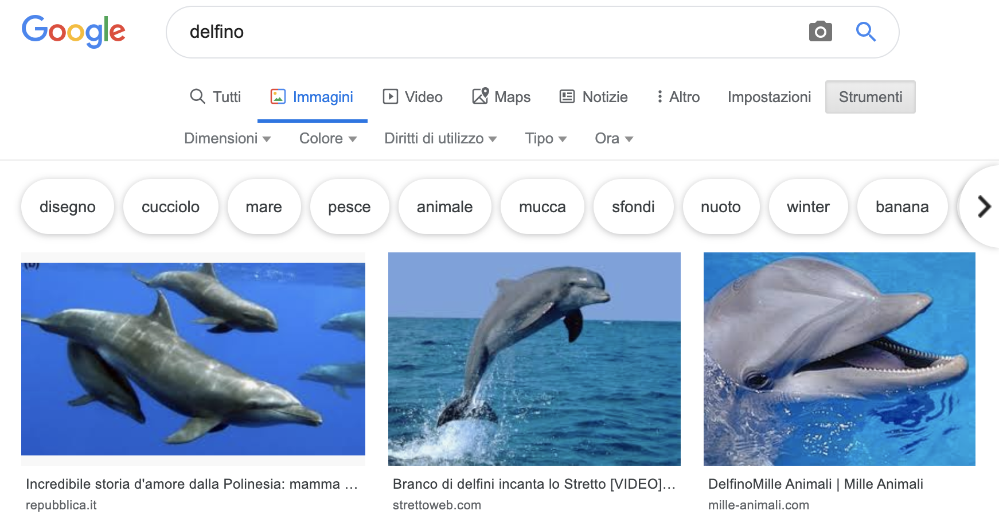 Google
delfino
Tutti Immagini Video Maps Notizie Altro Impostazioni Strumenti
Dimensioni Colore Diritti di utilizzo Tipo Ora
disegno cucciolo mare pesce animale mucca sfondi nuoto winter banana
Incredibile storia d'amore dalla Polinesia: mamma ...
repubblica.it
Branco di delfini incanta lo Stretto [VIDEO]...
strettoweb.com
DelfinoMille Animali | Mille Animali
mille-animali.com